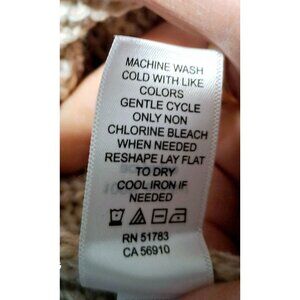 MACHINE WASH
COLD WITH LIKE
COLORS
GENTLE CYCLE
ONLY NON
CHLORINE BLEACH
WHEN NEEDED
RESHAPE LAY FLAT
TO DRY
COOL IRON IF
NEEDED
RN 51783
CA 56910